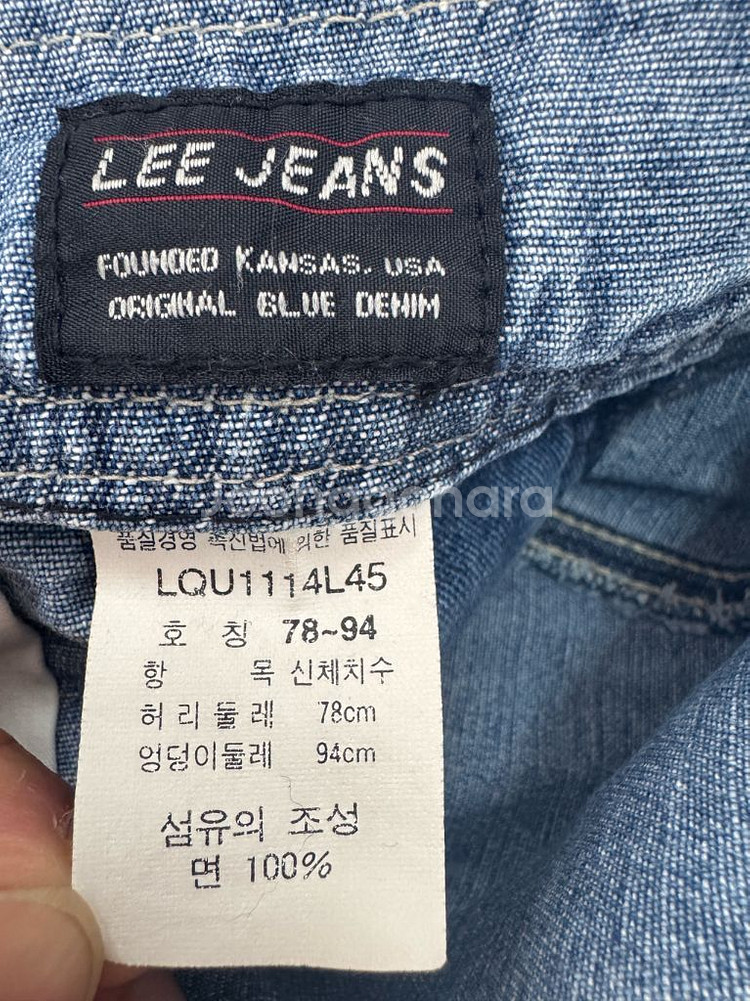 LEE JEANS
FOUNDED KANSAS. USA
ORIGINAL BLUE DENIM
Joonggonara
품질경영 촉진법에 의한 품질표시
LQU1114L45
호 칭 78~94
항 목 신체치수
허리둘레 78cm
엉덩이둘레 94cm
섬유의 조성
면 100%